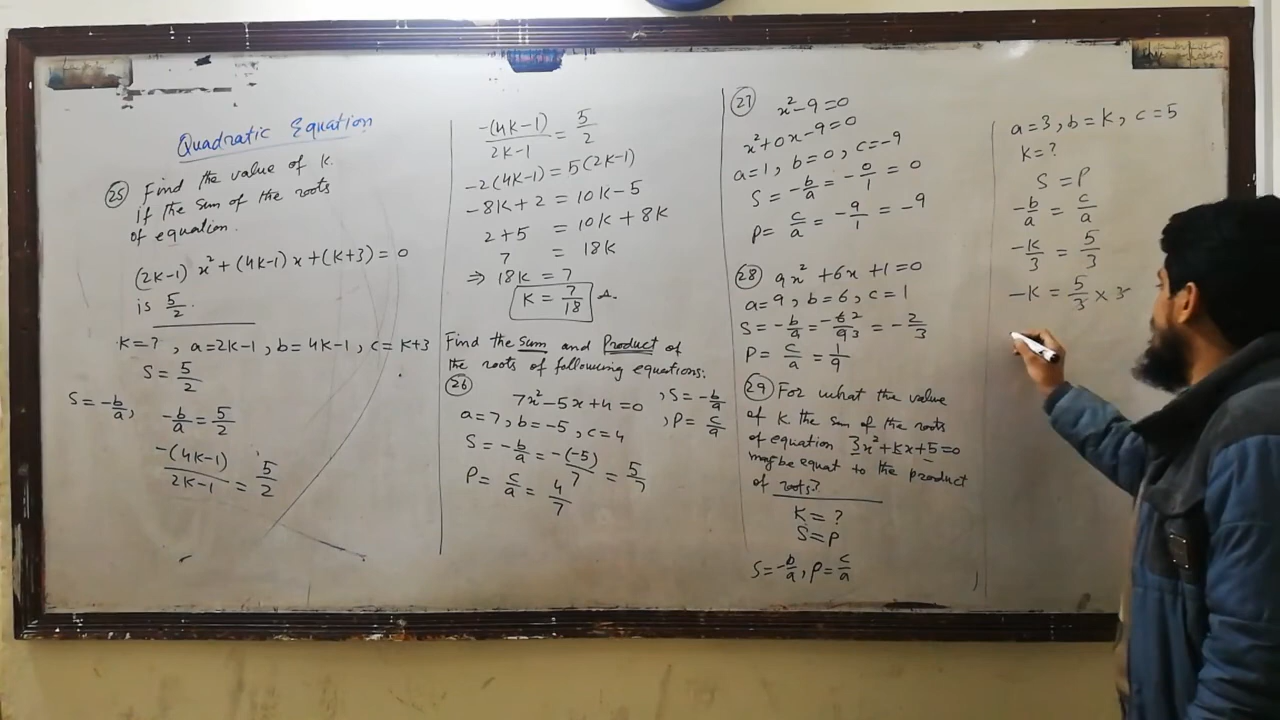 Quadratic Equation
25 Find the value of K.
if the sum of the roots
of equation.
(2K-1) x² + (4K-1) x + (K+3) = 0
is 5/2.
K=?, a=2K-1, b=4K-1, c=K+3
S = 5/2
S = -b/a, -b/a = 5/2
-(4K-1)/2K-1 = 5/2
-(4K-1)/2K-1 = 5/2
-2(4K-1) = 5(2K-1)
-8K+2 = 10K-5
2+5 = 10K+8K
7 = 18K
⇒ 18K = 7
K = 7/18
Find the sum and Product of
the roots of following equations:
26
7x²-5x+4=0, S=-b/a
a=7, b=-5, c=4, P=c/a
S = -b/a = -(-5)/7 = 5/7
P = c/a = 4/7
27 x²-9=0
x²+0x-9=0
a=1, b=0, c=-9
S = -b/a = -0/1 = 0
P = c/a = -9/1 = -9
28 9x²+6x+1=0
a=9, b=6, c=1
S = -b/a = -6 2/9 3 = -2/3
P = c/a = 1/9
29 For what the value
of K. the sum of the roots
of equation 3x²+Kx+5=0
may be equat to the product
of roots?
K=?
S=P
S=-b/a, P=c/a
a=3, b=K, c=5
K=?
S=P
-b/a = c/a
-K/3 = 5/3
-K = 5/3 × 3